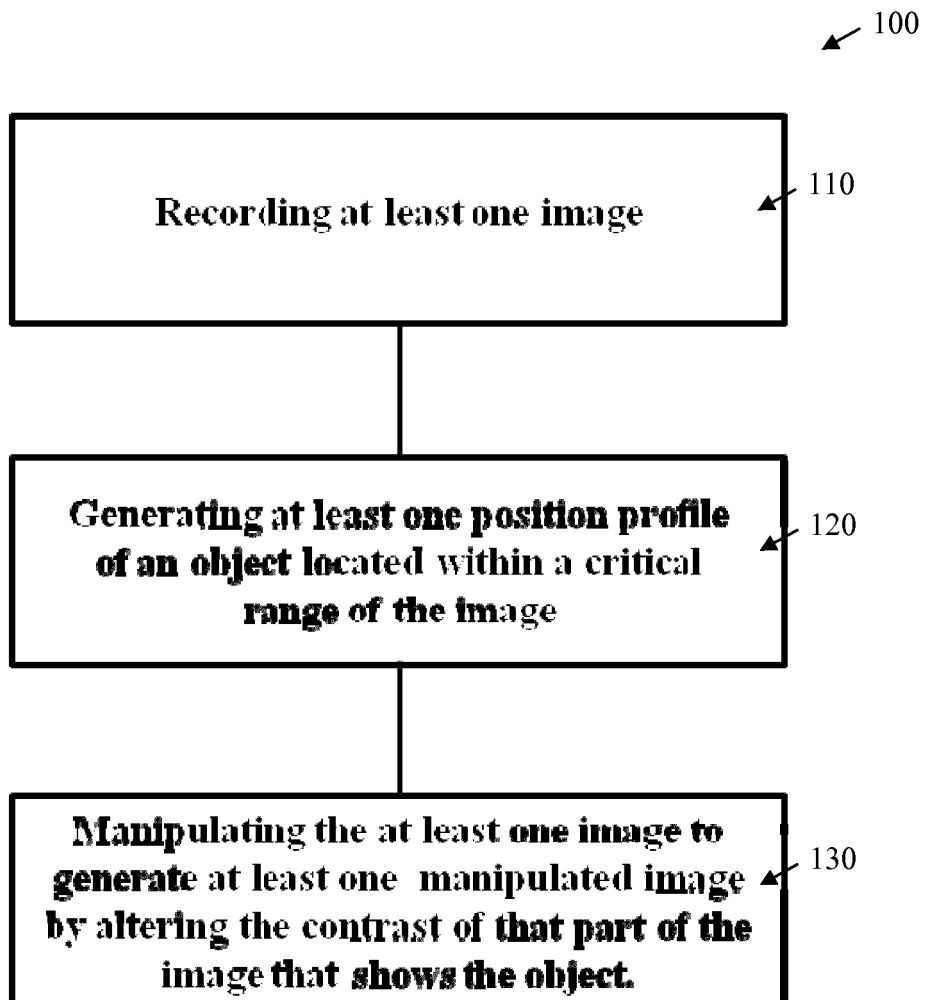 100
110
Recording at least one image
120
Generating at least one position profile
of an object located within a critical
range of the image
130
Manipulating the at least one image to
generate at least one manipulated image
by altering the contrast of that part of the
image that shows the object.